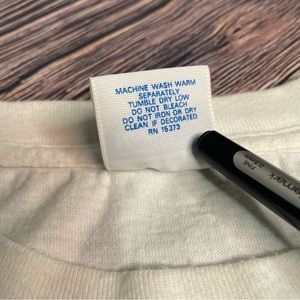 MACHINE WASH WARM
SEPARATELY
TUMBLE DRY LOW
DO NOT BLEACH
DO NOT IRON OR DRY
CLEAN IF DECORATED
RN 15373
FINE